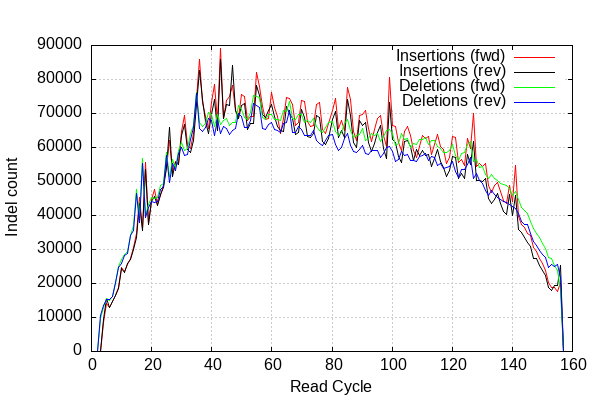 90000
80000
70000
60000
50000
40000
30000
20000
10000
0
Indel count
Insertions (fwd)
Insertions (rev)
Deletions (fwd)
Deletions (rev)
0 20 40 60 80 100 120 140 160
Read Cycle